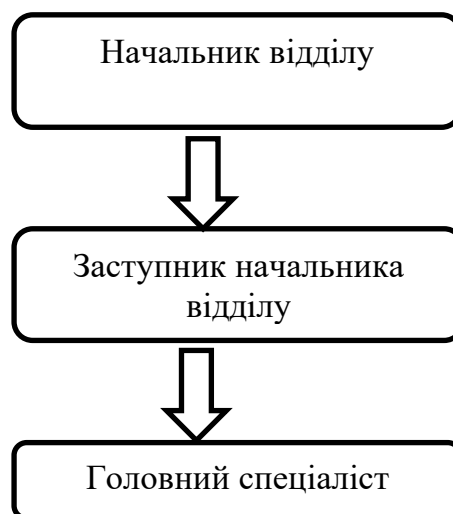 Начальник відділу
Заступник начальника
відділу
Головний спеціаліст